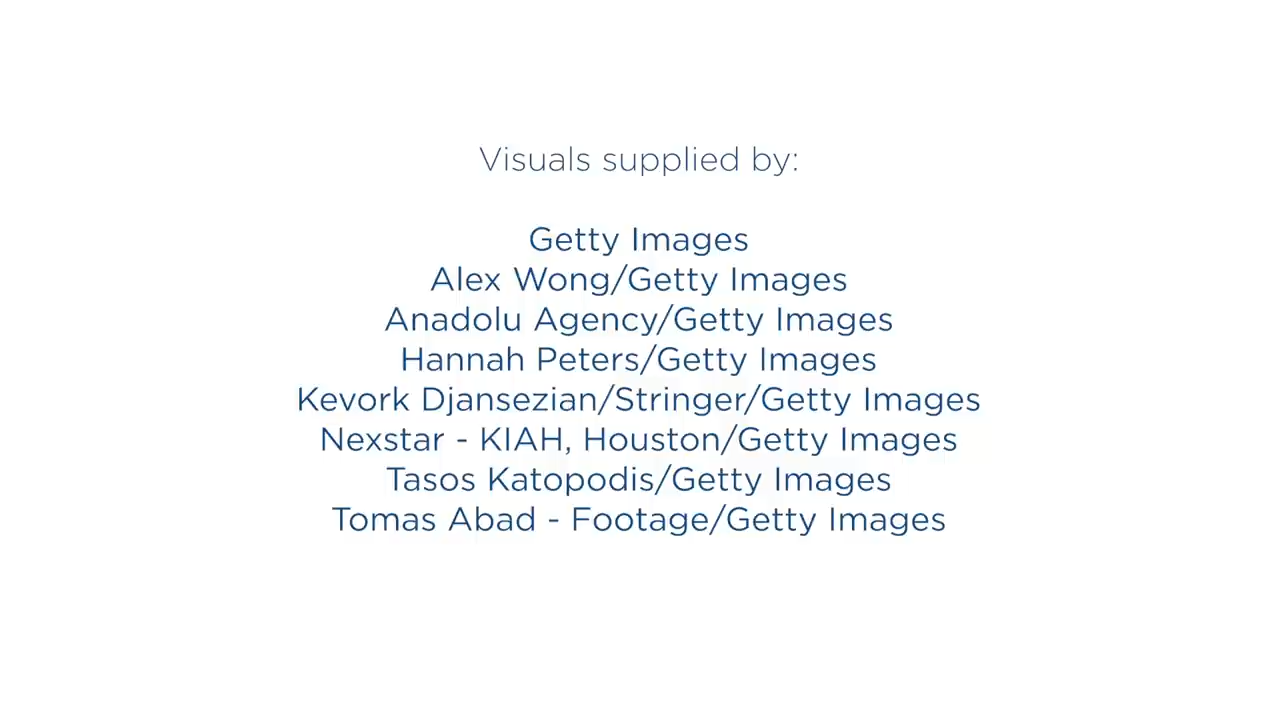 Visuals supplied by:
Getty Images
Alex Wong/Getty Images
Anadolu Agency/Getty Images
Hannah Peters/Getty Images
Kevork Djansezian/Stringer/Getty Images
Nexstar - KIAH, Houston/Getty Images
Tasos Katopodis/Getty Images
Tomas Abad - Footage/Getty Images